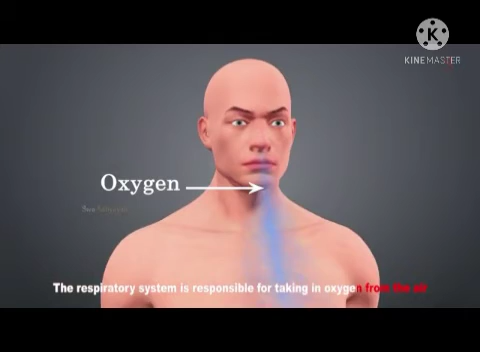 KINEMASTER
Oxygen
The respiratory system is responsible for taking in oxygen from the air